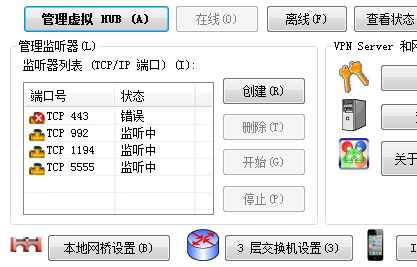 管理虚拟 HUB (A) 在线(O) 离线(F) 查看状态
管理监听器(L) VPN Server 和网
监听器列表 (TCP/IP 端口)(I):
端口号 状态 创建(R)
TCP 443 错误
TCP 992 监听中 删除(T)
TCP 1194 监听中
TCP 5555 监听中 开始(G)
关于
停止(P)
本地网桥设置(B) 3 层交换机设置(3)